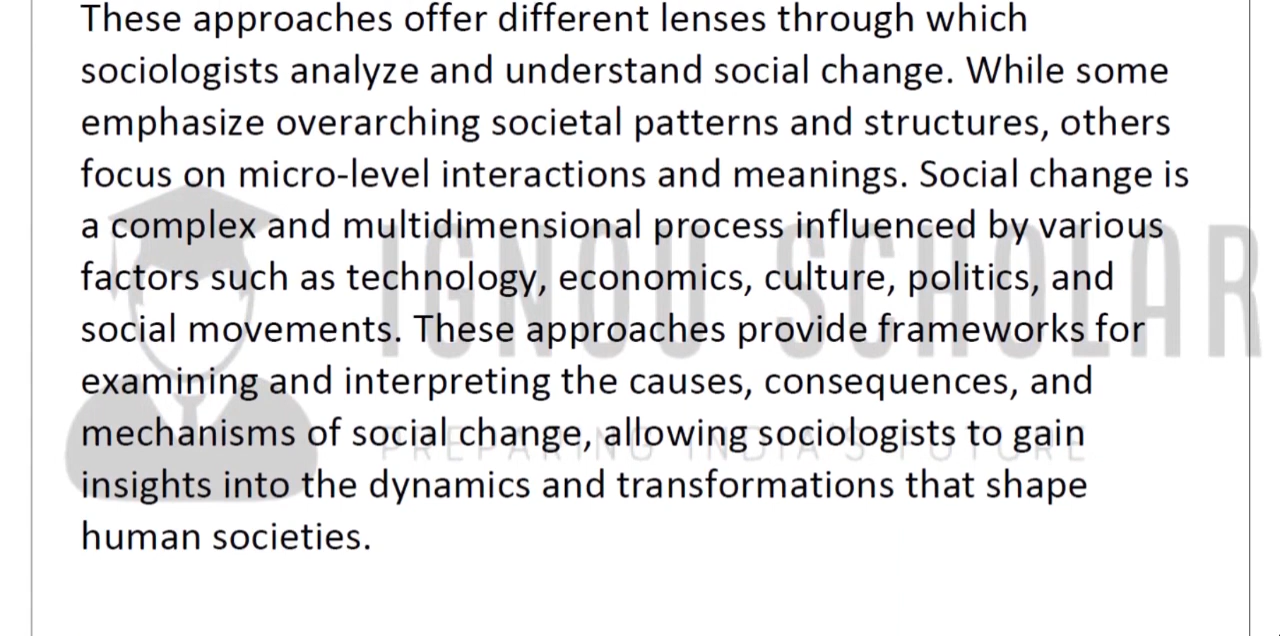 These approaches offer different lenses through which
sociologists analyze and understand social change. While some
emphasize overarching societal patterns and structures, others
focus on micro-level interactions and meanings. Social change is
a complex and multidimensional process influenced by various
factors such as technology, economics, culture, politics, and
social movements. These approaches provide frameworks for
examining and interpreting the causes, consequences, and
mechanisms of social change, allowing sociologists to gain
insights into the dynamics and transformations that shape
human societies.
IGNOU SCHOLAR
PREPARING INDIA'S FUTURE